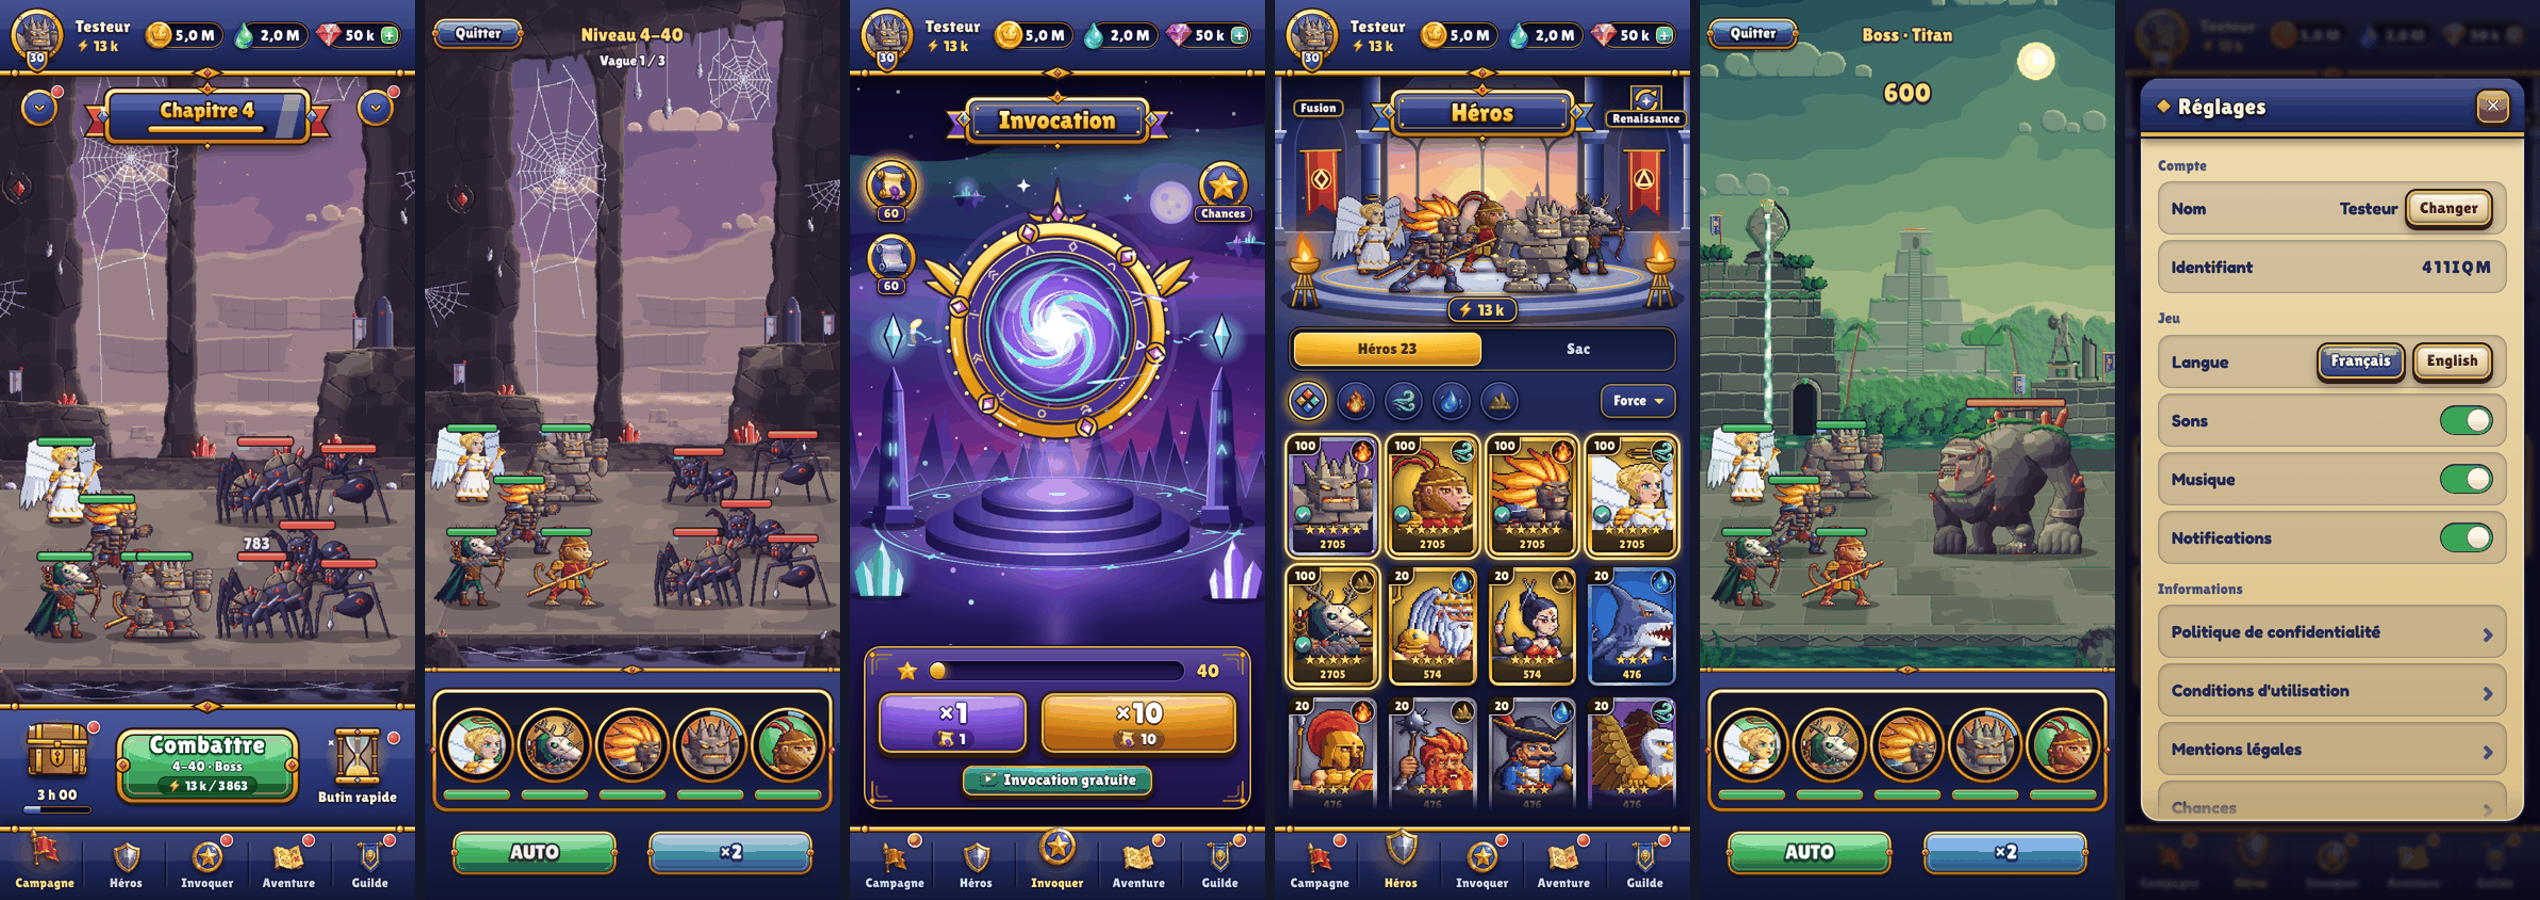 Testeur
13 k
5,0 M
2,0 M
50 k
30
Chapitre 4
783
3 h 00
Combattre
4-40 · Boss
13 k / 3863
Butin rapide
Campagne
Héros
Invoquer
Aventure
Guilde
Quitter
Niveau 4-40
Vague 1 / 3
AUTO
×2
Testeur
13 k
5,0 M
2,0 M
50 k
30
Invocation
60
Chances
60
40
×1
1
×10
10
Invocation gratuite
Campagne
Héros
Invoquer
Aventure
Guilde
Testeur
13 k
5,0 M
2,0 M
50 k
30
Fusion
Héros
Renaissance
13 k
Héros 23
Sac
Force
100
100
100
100
2705
2705
2705
2705
100
20
20
20
2705
574
574
476
20
20
20
20
476
476
476
476
Campagne
Héros
Invoquer
Aventure
Guilde
Quitter
Boss · Titan
600
AUTO
×2
Réglages
Compte
Nom
Testeur
Changer
Identifiant
411IQM
Jeu
Langue
Français
English
Sons
Musique
Notifications
Informations
Politique de confidentialité
Conditions d'utilisation
Mentions légales
Chances